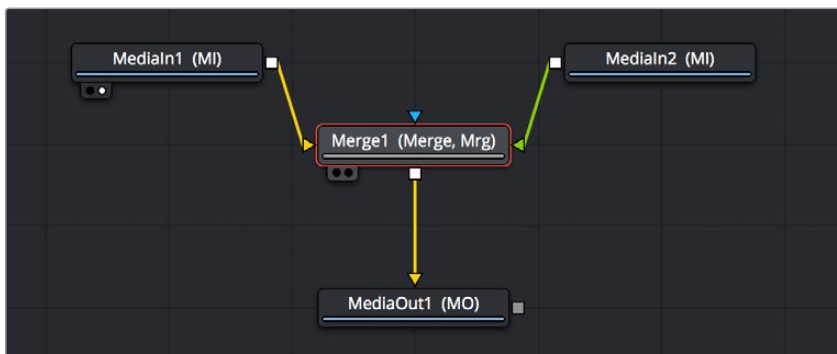 MediaIn1 (MI)
MediaIn2 (MI)
Merge1 (Merge, Mrg)
MediaOut1 (MO)